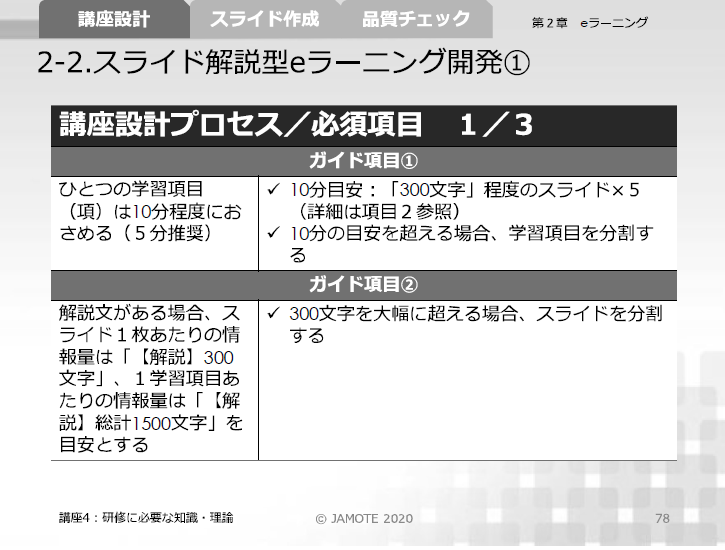 講座設計 スライド作成 品質チェック 第２章　eラーニング
2-2.スライド解説型eラーニング開発①
講座設計プロセス／必須項目　１／３
ガイド項目①
ひとつの学習項目
（項）は10分程度にお
さめる（５分推奨）
✓ 10分目安：「300文字」程度のスライド×５
（詳細は項目２参照）
✓ 10分の目安を超える場合、学習項目を分割す
る
ガイド項目②
解説文がある場合、ス
ライド１枚あたりの情
報量は「【解説】300
文字」、１学習項目あ
たりの情報量は「【解
説】総計1500文字」を
目安とする
✓ 300文字を大幅に超える場合、スライドを分割
する
講座4：研修に必要な知識・理論 © JAMOTE 2020 78